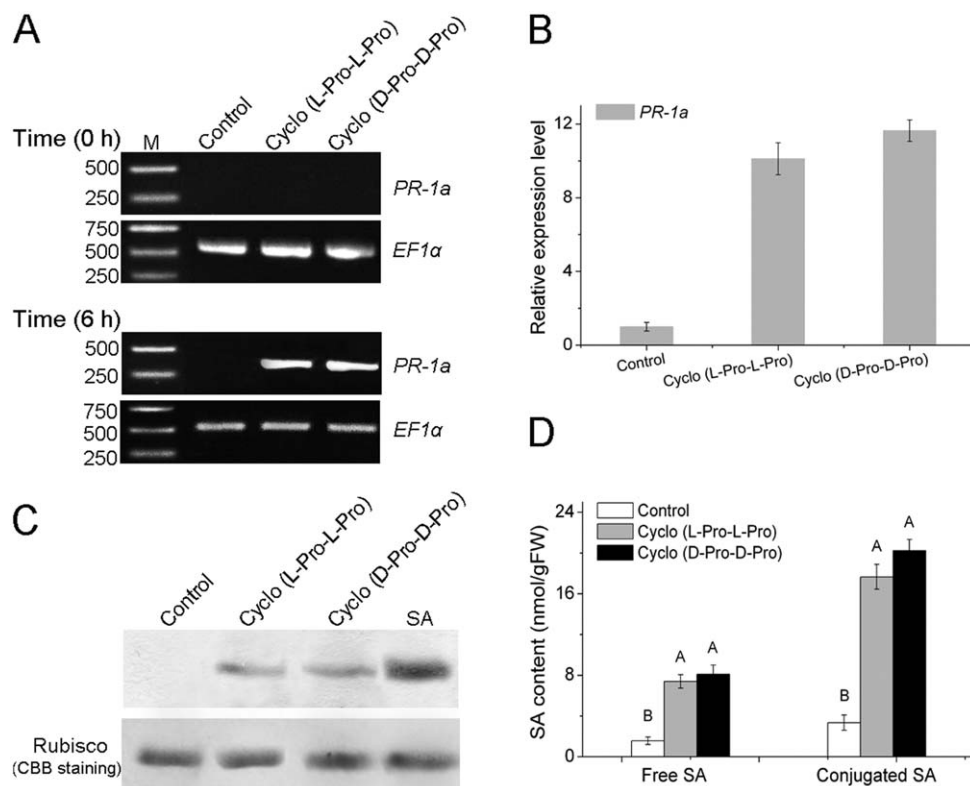 A
Control
Cyclo (L-Pro-L-Pro)
Cyclo (D-Pro-D-Pro)
Time (0 h)
M
500
250
PR-1a
750
500
250
EF1α
Time (6 h)
500
250
PR-1a
750
500
250
EF1α
B
PR-1a
Relative expression level
12
8
4
0
Control
Cyclo (L-Pro-L-Pro)
Cyclo (D-Pro-D-Pro)
C
Control
Cyclo (L-Pro-L-Pro)
Cyclo (D-Pro-D-Pro)
SA
Rubisco
(CBB staining)
D
Control
Cyclo (L-Pro-L-Pro)
Cyclo (D-Pro-D-Pro)
SA content (nmol/gFW)
24
16
8
0
B
A
A
B
A
A
Free SA
Conjugated SA